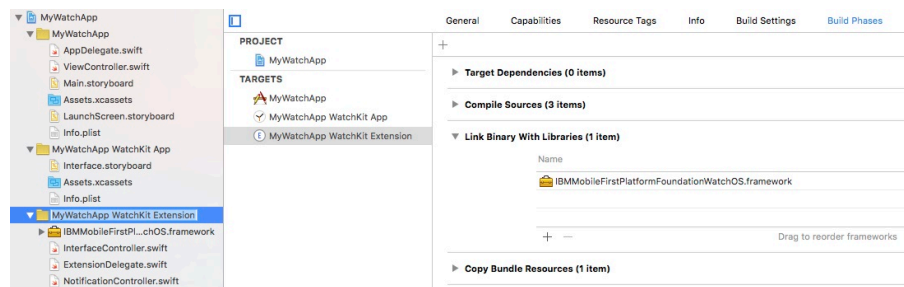 MyWatchApp
MyWatchApp
AppDelegate.swift
ViewController.swift
Main.storyboard
Assets.xcassets
LaunchScreen.storyboard
Info.plist
MyWatchApp WatchKit App
Interface.storyboard
Assets.xcassets
Info.plist
MyWatchApp WatchKit Extension
IBMMobileFirstPl...chOS.framework
InterfaceController.swift
ExtensionDelegate.swift
NotificationController.swift
PROJECT
MyWatchApp
TARGETS
MyWatchApp
MyWatchApp WatchKit App
E MyWatchApp WatchKit Extension
General Capabilities Resource Tags Info Build Settings Build Phases
+
Target Dependencies (0 items)
Compile Sources (3 items)
Link Binary With Libraries (1 item)
Name
IBMMobileFirstPlatformFoundationWatchOS.framework
+ − Drag to reorder frameworks
Copy Bundle Resources (1 item)